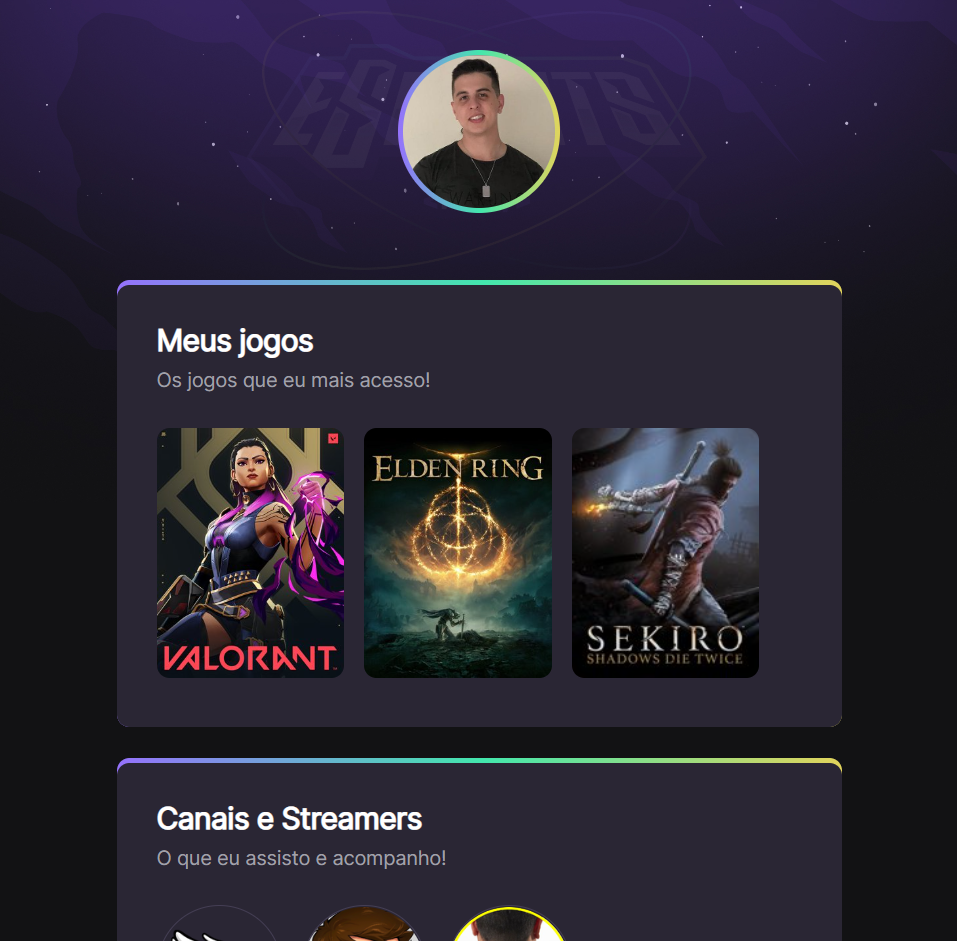 Meus jogos
Os jogos que eu mais acesso!
VALORANT
ELDEN RING
SEKIRO
SHADOWS DIE TWICE
Canais e Streamers
O que eu assisto e acompanho!